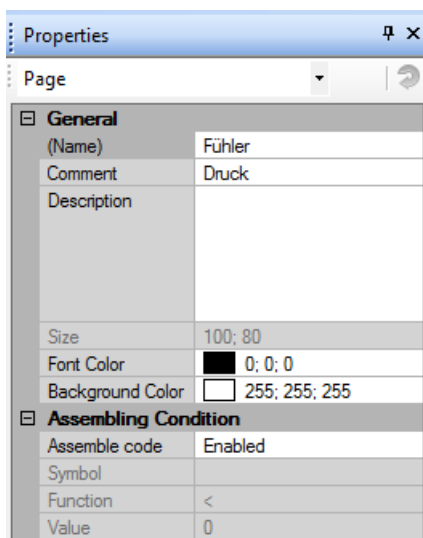 Properties
Page
General
(Name) Fühler
Comment Druck
Description
Size 100; 80
Font Color 0; 0; 0
Background Color 255; 255; 255
Assembling Condition
Assemble code Enabled
Symbol
Function <
Value 0